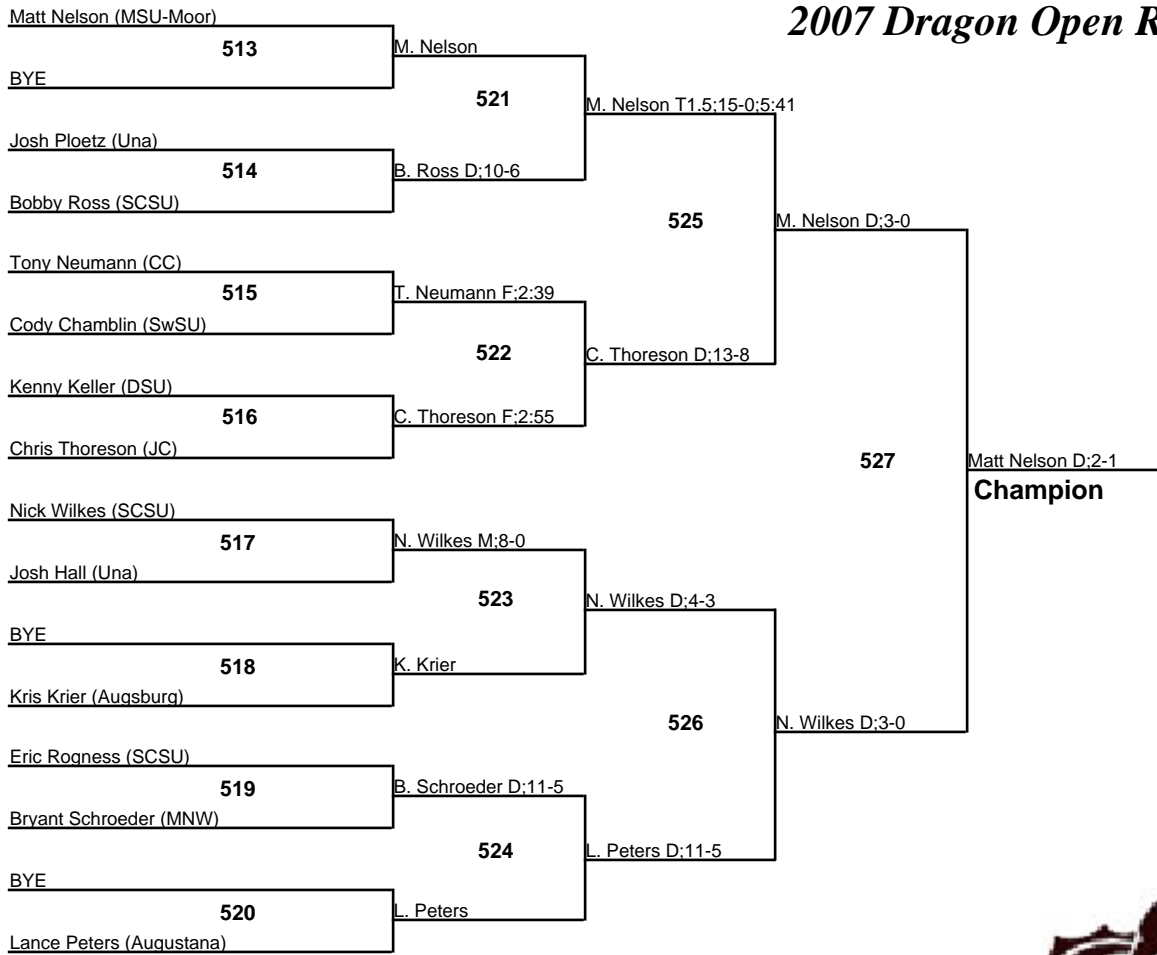 2007 Dragon Open R
Matt Nelson (MSU-Moor)
513
M. Nelson
BYE
521
M. Nelson T1.5;15-0;5:41
Josh Ploetz (Una)
514
B. Ross D;10-6
Bobby Ross (SCSU)
525
M. Nelson D;3-0
Tony Neumann (CC)
515
T. Neumann F;2:39
Cody Chamblin (SwSU)
522
C. Thoreson D;13-8
Kenny Keller (DSU)
516
C. Thoreson F;2:55
Chris Thoreson (JC)
527
Matt Nelson D;2-1
Champion
Nick Wilkes (SCSU)
517
N. Wilkes M;8-0
Josh Hall (Una)
523
N. Wilkes D;4-3
BYE
518
K. Krier
Kris Krier (Augsburg)
526
N. Wilkes D;3-0
Eric Rogness (SCSU)
519
B. Schroeder D;11-5
Bryant Schroeder (MNW)
524
L. Peters D;11-5
BYE
520
L. Peters
Lance Peters (Augustana)